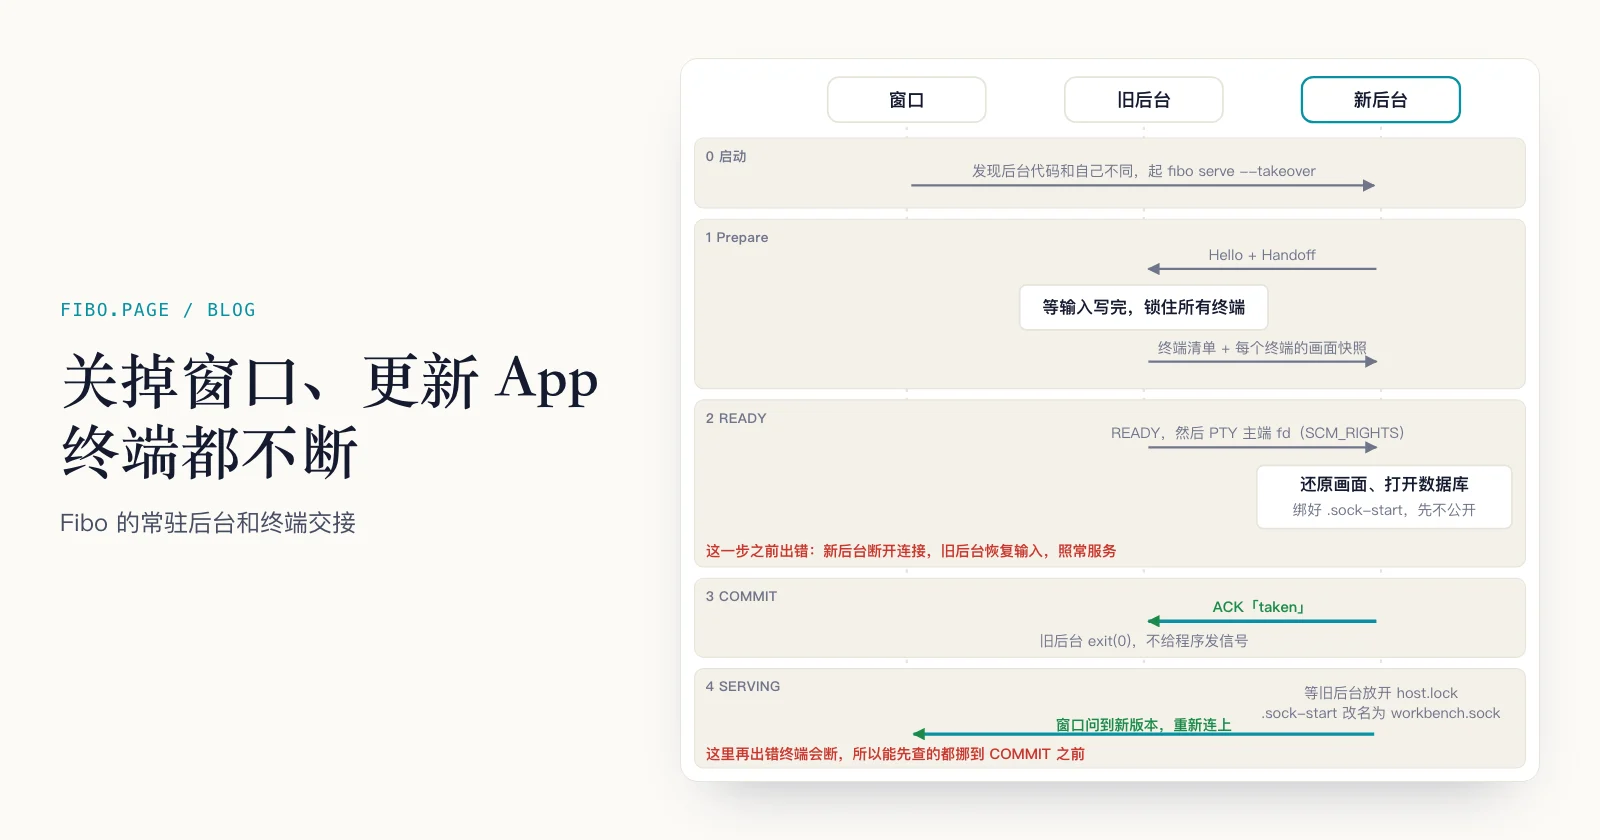 FIBO.PAGE / BLOG
关掉窗口、更新 App
终端都不断
Fibo 的常驻后台和终端交接
窗口
旧后台
新后台
0 启动
发现后台代码和自己不同，起 fibo serve --takeover
1 Prepare
Hello + Handoff
等输入写完，锁住所有终端
终端清单 + 每个终端的画面快照
2 READY
READY，然后 PTY 主端 fd（SCM_RIGHTS）
还原画面、打开数据库
绑好 .sock-start，先不公开
这一步之前出错：新后台断开连接，旧后台恢复输入，照常服务
3 COMMIT
ACK「taken」
旧后台 exit(0)，不给程序发信号
4 SERVING
等旧后台放开 host.lock
.sock-start 改名为 workbench.sock
窗口问到新版本，重新连上
这里再出错终端会断，所以能先查的都挪到 COMMIT 之前